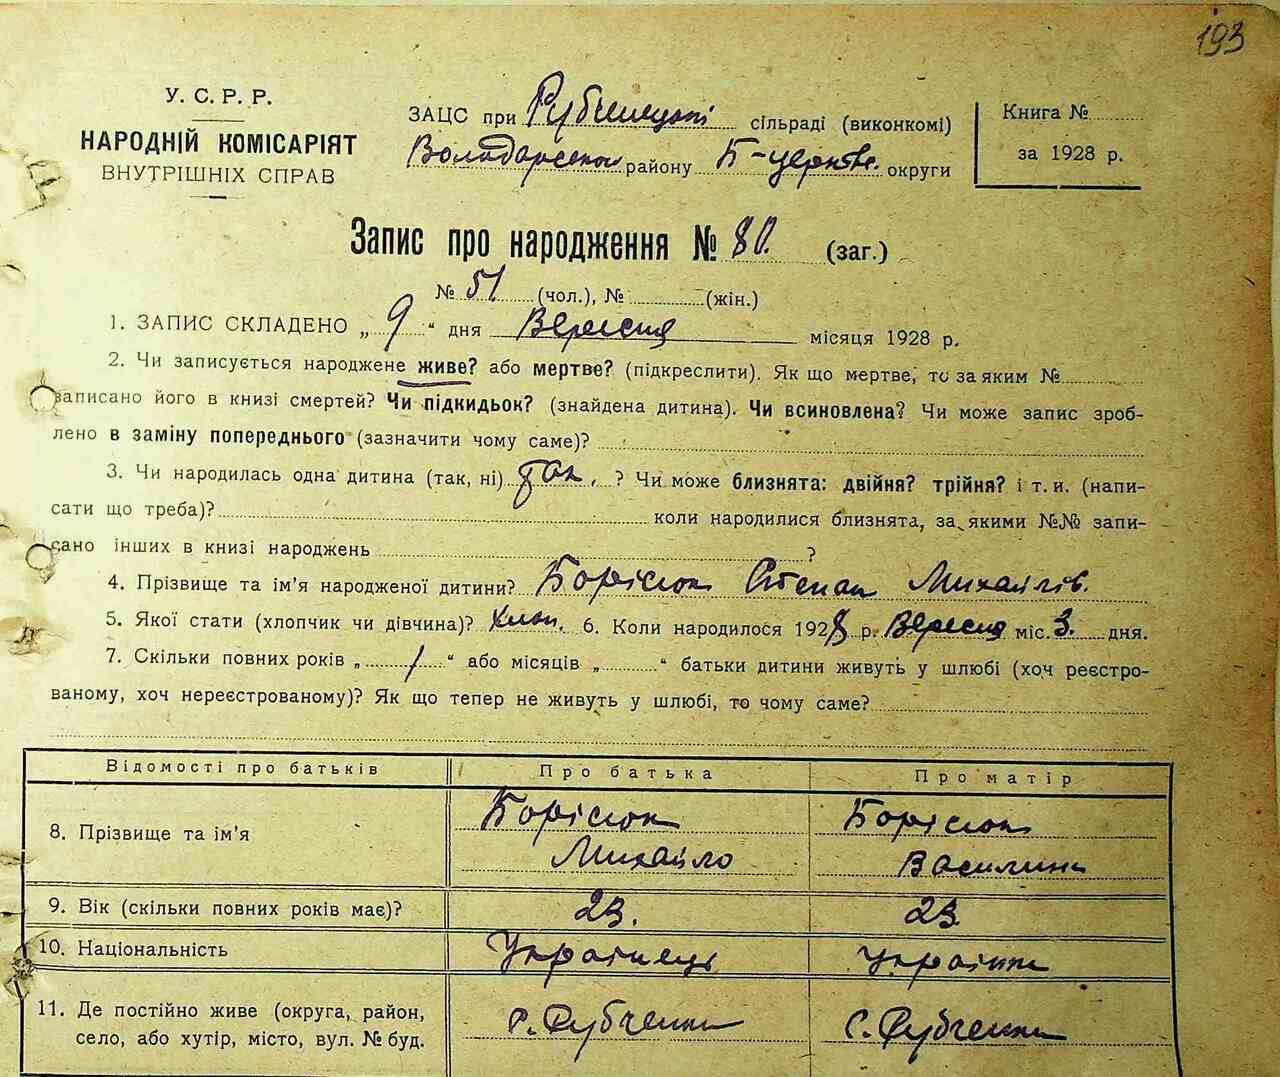 193
У. С. Р. Р.
НАРОДНІЙ КОМІСАРІЯТ
ВНУТРІШНІХ СПРАВ
ЗАЦС при Рубченецькі сільраді (виконкомі)
Володарського району Б-церківс. округи
Книга №
за 1928 р.
Запис про народження № 80. (заг.)
№ 51 (чол.), № (жін.)
1. ЗАПИС СКЛАДЕНО „ 9 “ дня Вересня місяця 1928 р.
2. Чи записується народжене живе? або мертве? (підкреслити). Як що мертве, то за яким №
записано його в книзі смертей? Чи підкидьок? (знайдена дитина). Чи всиновлена? Чи може запис зроб-
лено в заміну попереднього (зазначити чому саме)?
3. Чи народилась одна дитина (так, ні) так. ? Чи може близнята: двійня? трійня? і т. и. (напи-
сати що треба)? коли народилися близнята, за якими №№ запи-
сано інших в книзі народжень ?
4. Прізвище та ім’я народженої дитини? Борісюк Степан Михайлів.
5. Якої стати (хлопчик чи дівчина)? Хлоп. 6. Коли народилося 1928 р. Вересня міс. 3. дня.
7. Скільки повних років „ 1 “ або місяців „ “ батьки дитини живуть у шлюбі (хоч реєстро-
ваному, хоч нереєстрованому)? Як що тепер не живуть у шлюбі, то чому саме?
Відомості про батьків Про батька Про матір
8. Прізвище та ім’я Борісюк Михайло Борісюк Василина
9. Вік (скільки повних років має)? 23. 23
10. Національність Українець українка
11. Де постійно живе (округа, район,
село, або хутір, місто, вул. № буд. с. Рубченки с. Рубченки